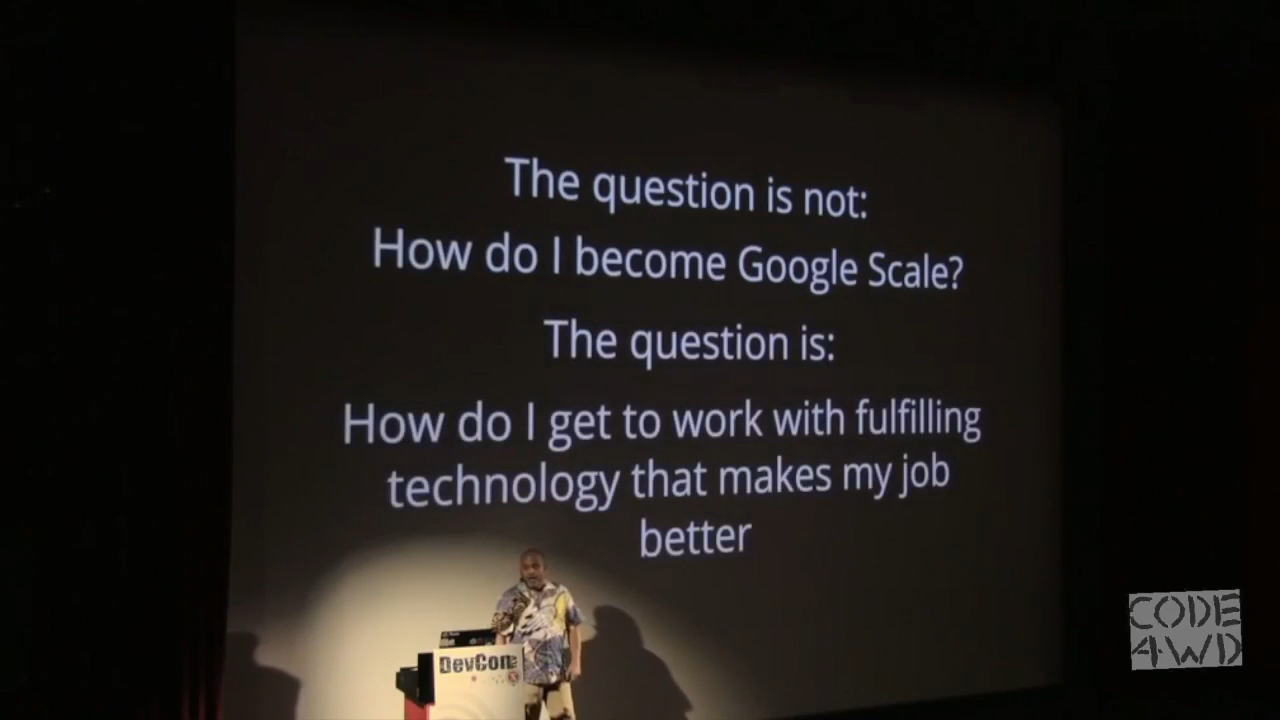 The question is not:
How do I become Google Scale?
The question is:
How do I get to work with fulfilling
technology that makes my job
better
DevCon
CODE
4WD